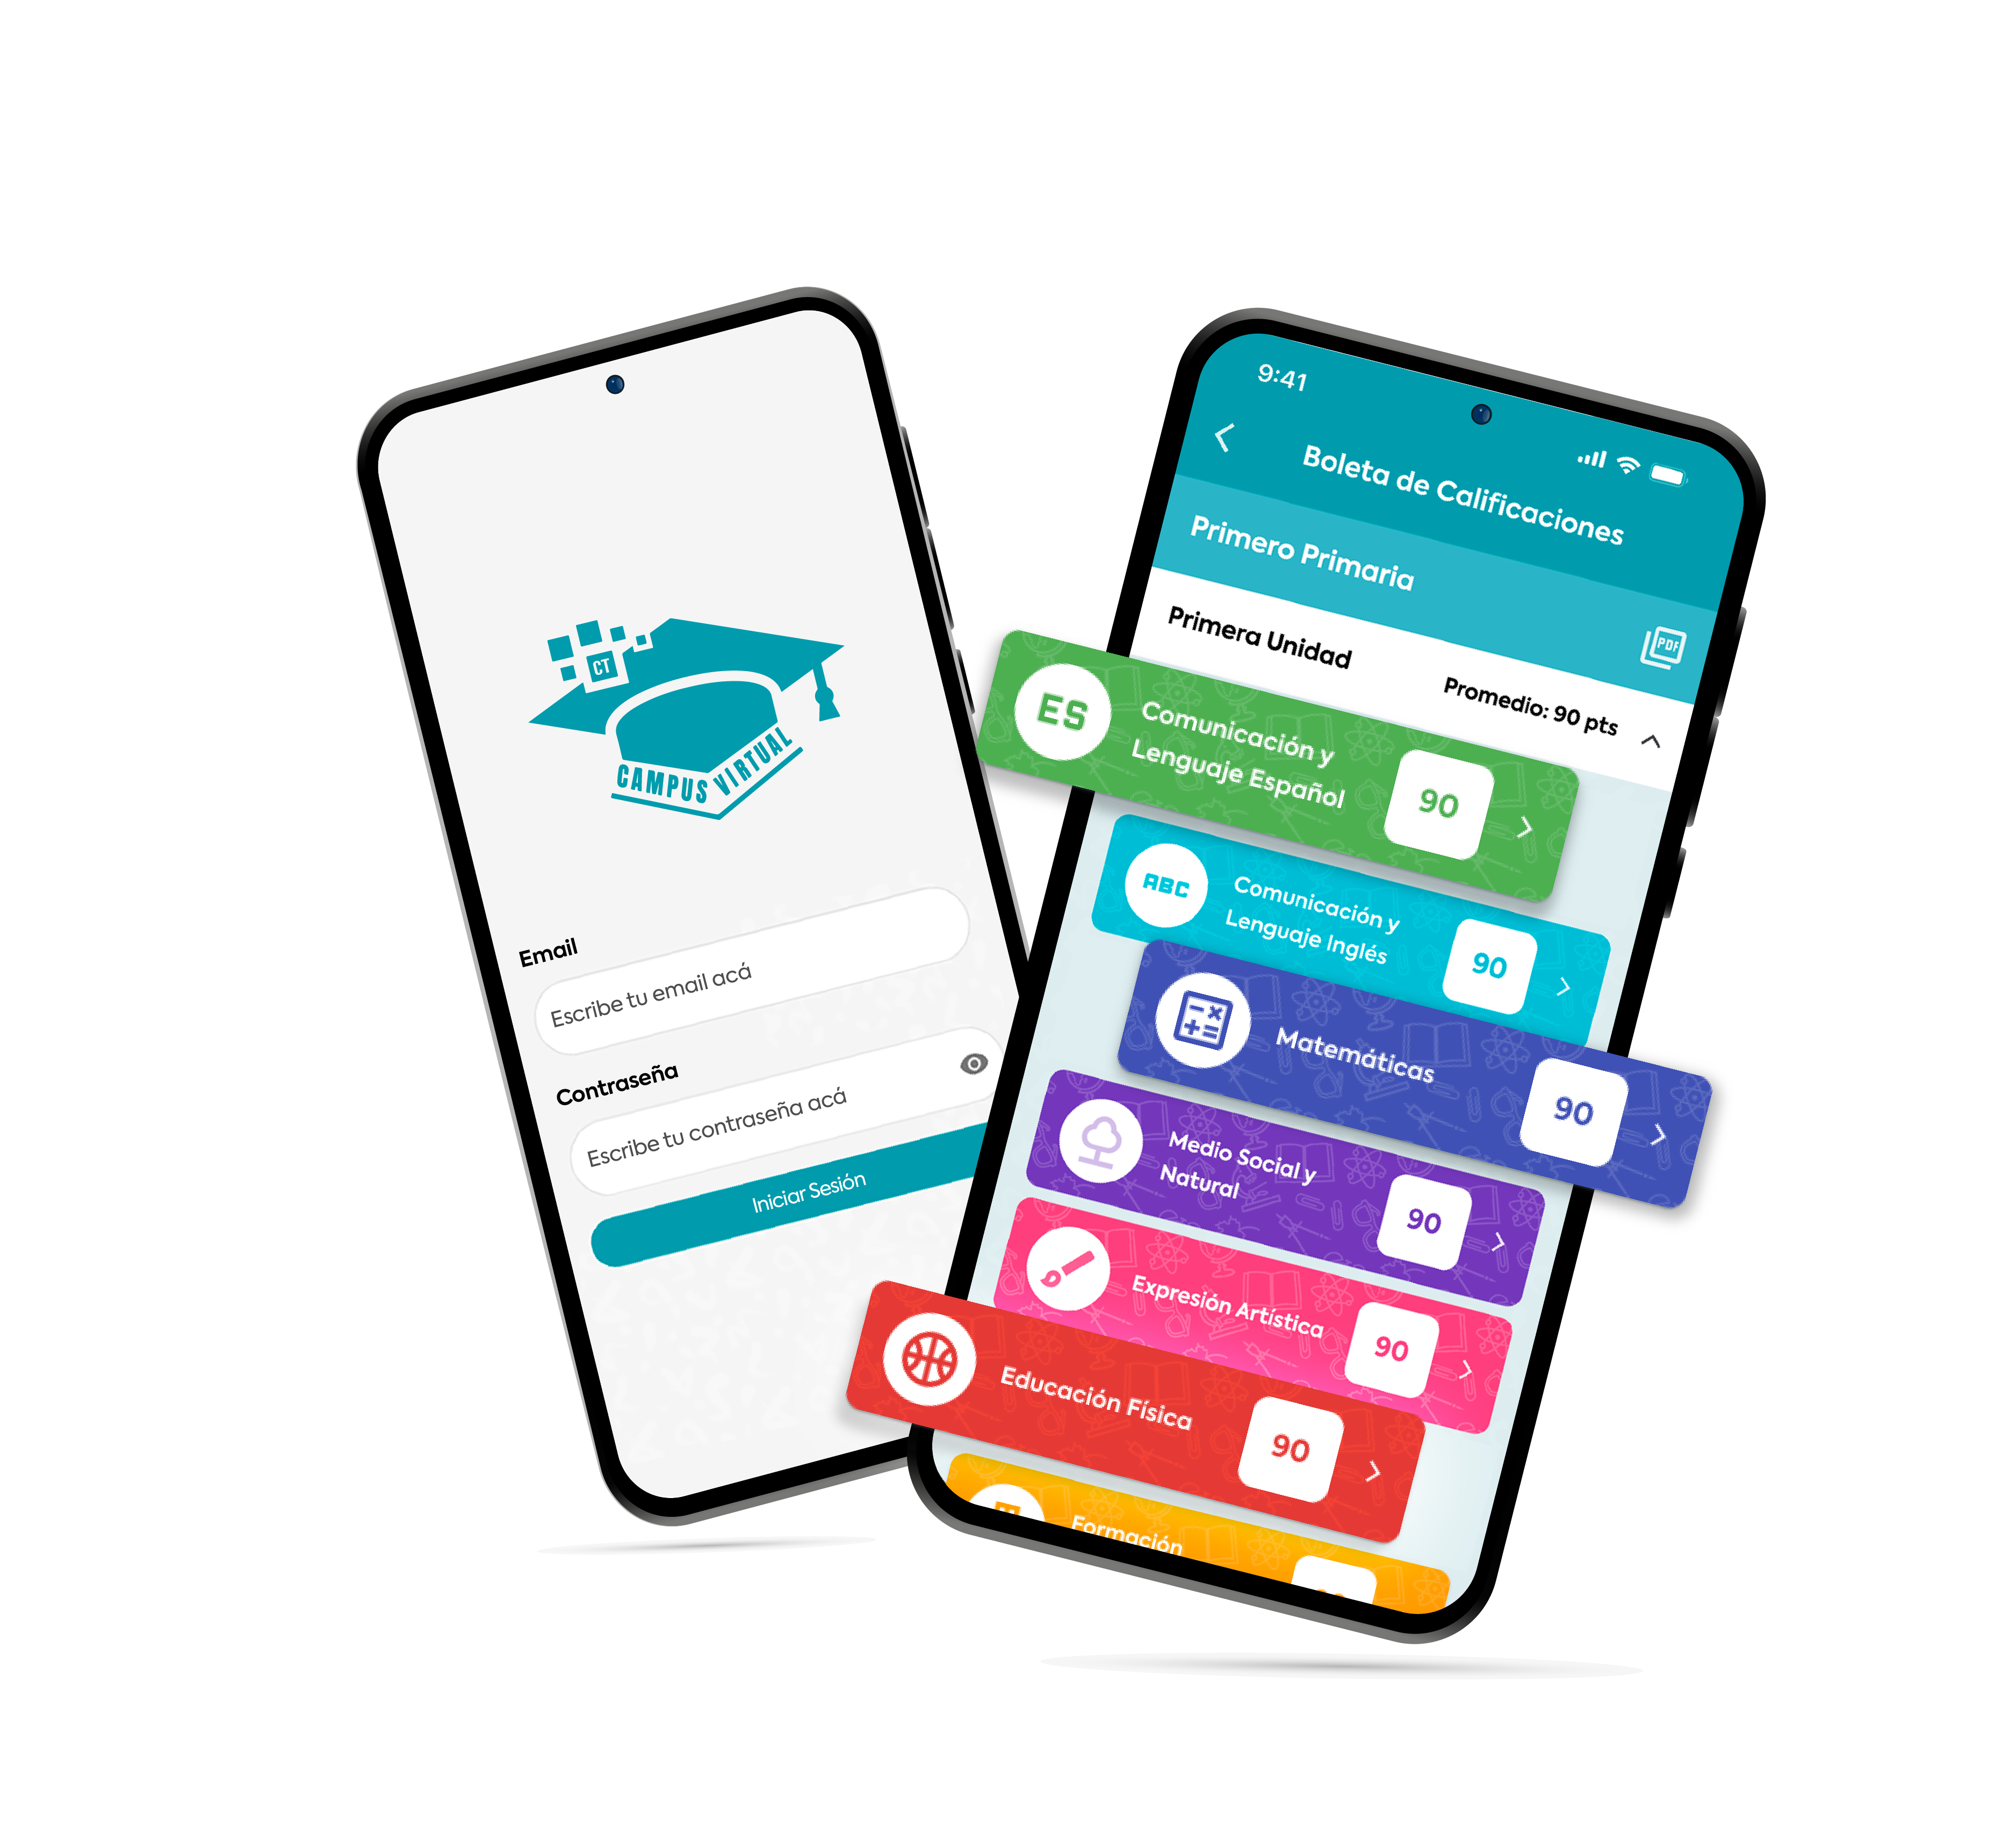 CT
CAMPUS VIRTUAL
Email
Escribe tu email acá
Contraseña
Escribe tu contraseña acá
Iniciar Sesión
9:41
Boleta de Calificaciones
Primero Primaria
PDF
Primera Unidad
Promedio: 90 pts
ES
Comunicación y
Lenguaje Español
90
ABC
Comunicación y
Lenguaje Inglés
90
Matemáticas
90
Medio Social y
Natural
90
Expresión Artística
90
Educación Física
90
Formación